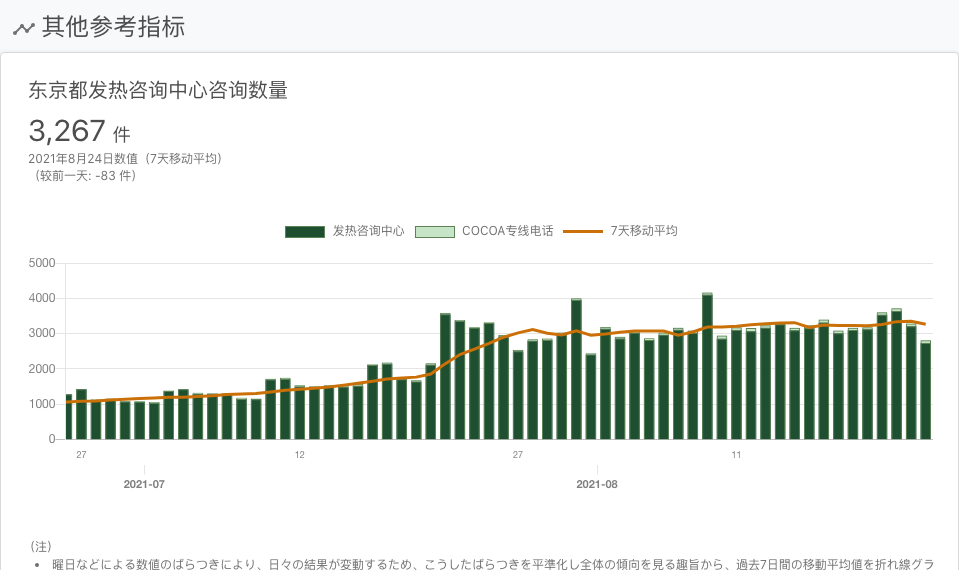 其他参考指标
东京都发热咨询中心咨询数量
3,267 件
2021年8月24日数值（7天移动平均）
（较前一天: -83 件）
发热咨询中心 COCOA专线电话 7天移动平均
5000
4000
3000
2000
1000
0
27 12 27 11
2021-07 2021-08
（注）
• 曜日などによる数値のばらつきにより、日々の結果が変動するため、こうしたばらつきを平準化し全体の傾向を見る趣旨から、過去7日間の移動平均値を折れ線グラ